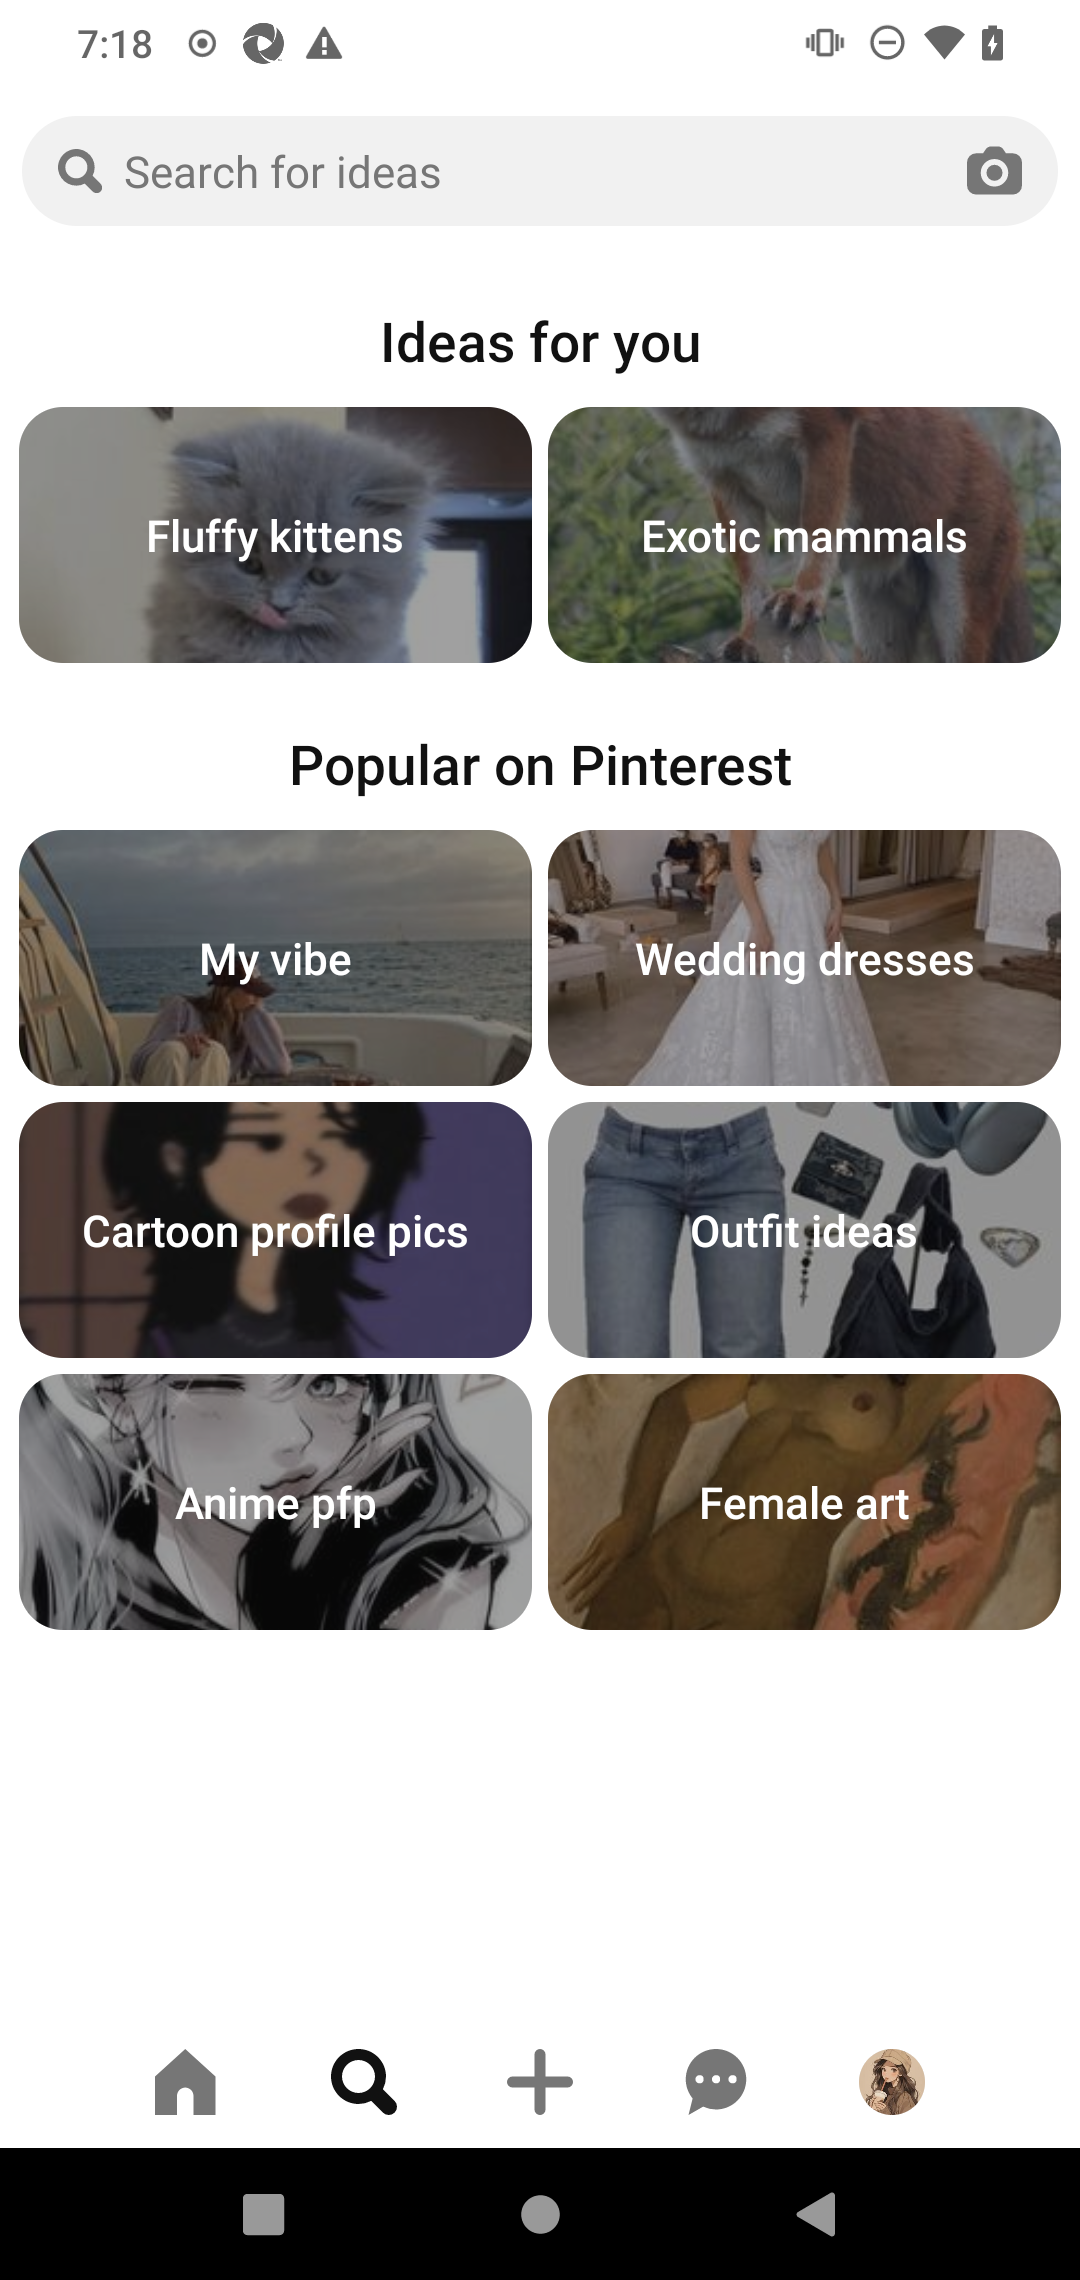 7:18
Search for ideas
Ideas for you
Fluffy kittens
Exotic mammals
Popular on Pinterest
My vibe
Wedding dresses
Cartoon profile pics
Outfit ideas
Anime pfp
Female art